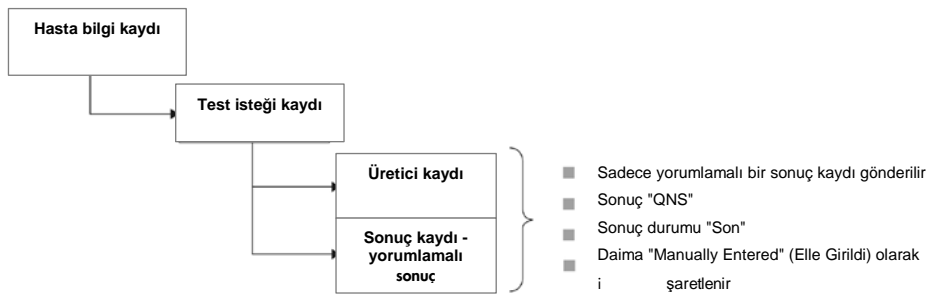 Hasta bilgi kaydı
Test isteği kaydı
Üretici kaydı
Sonuç kaydı -
yorumlamalı
sonuç
Sadece yorumlamalı bir sonuç kaydı gönderilir
Sonuç "QNS"
Sonuç durumu "Son"
Daima "Manually Entered" (Elle Girildi) olarak
i şaretlenir